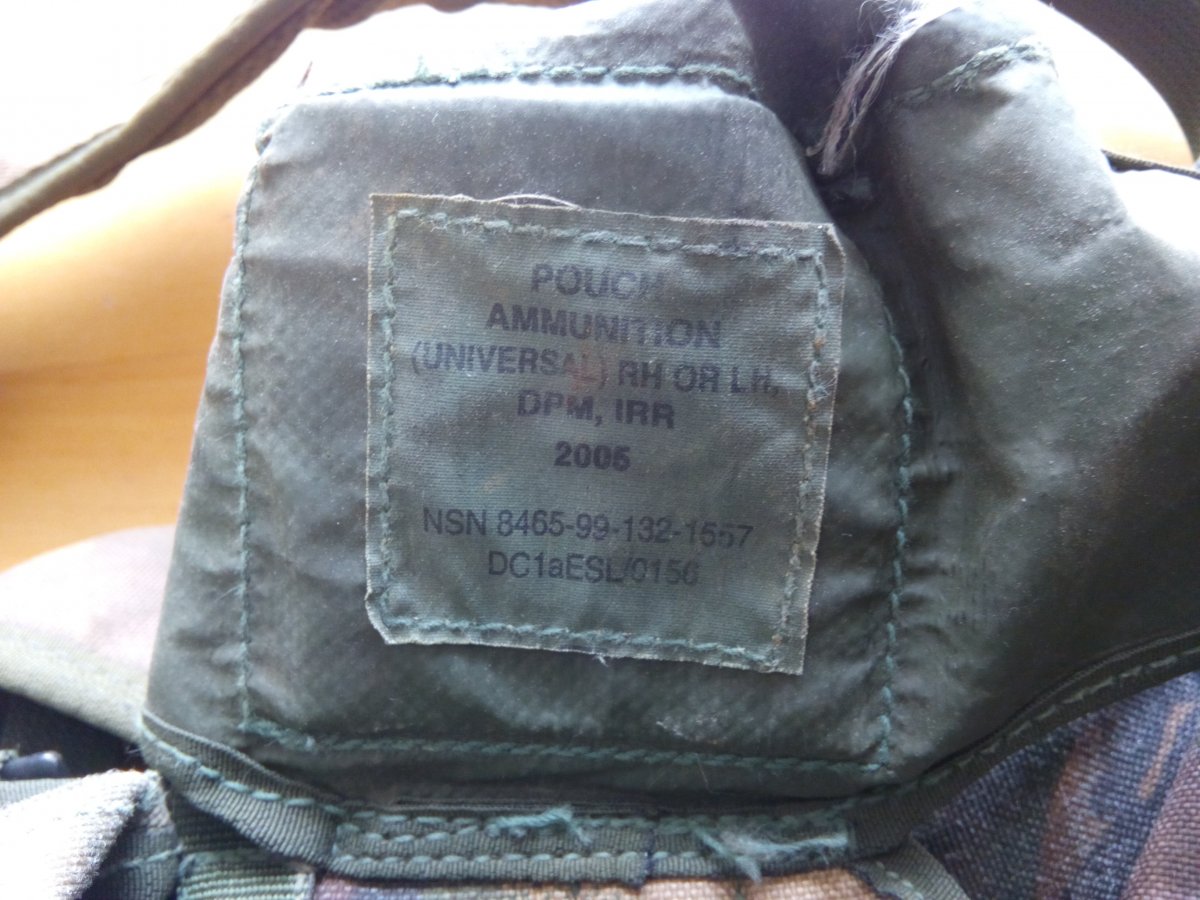 POUCH
AMMUNITION
(UNIVERSAL) RH OR LH,
DPM, IRR
2005
NSN 8465-99-132-1557
DC1aESL/0156